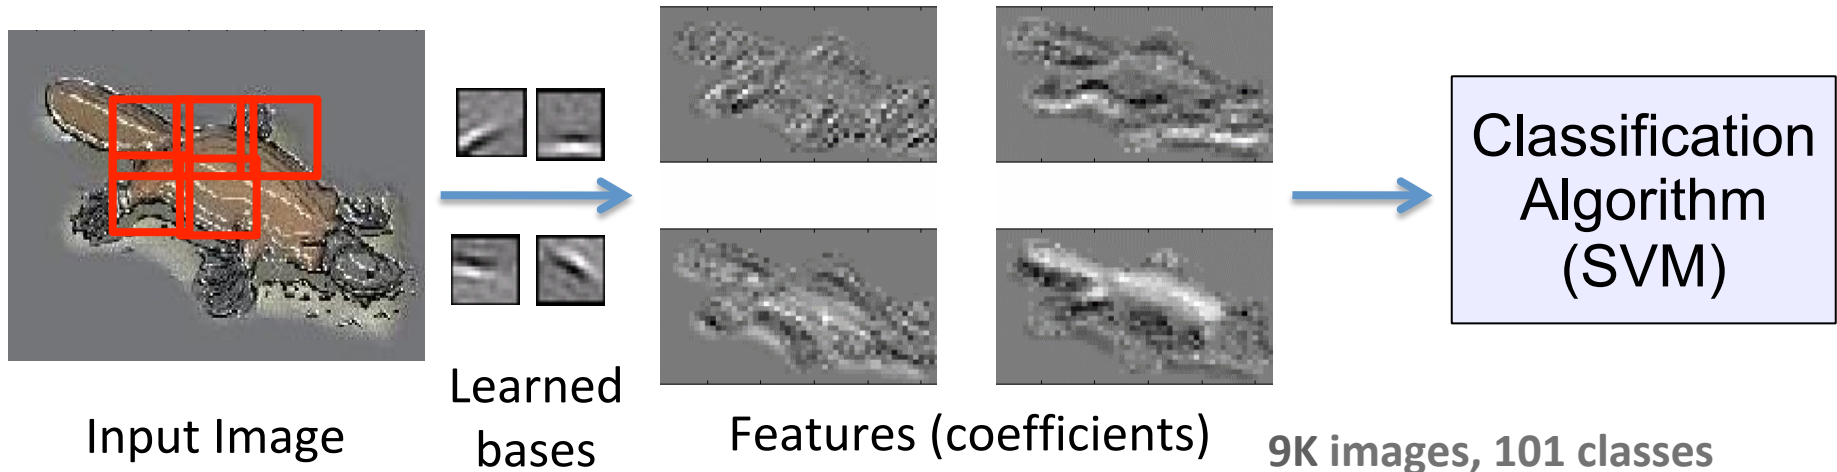 Input Image
Learned
bases
Features (coefficients)
Classification
Algorithm
(SVM)
9K images, 101 classes